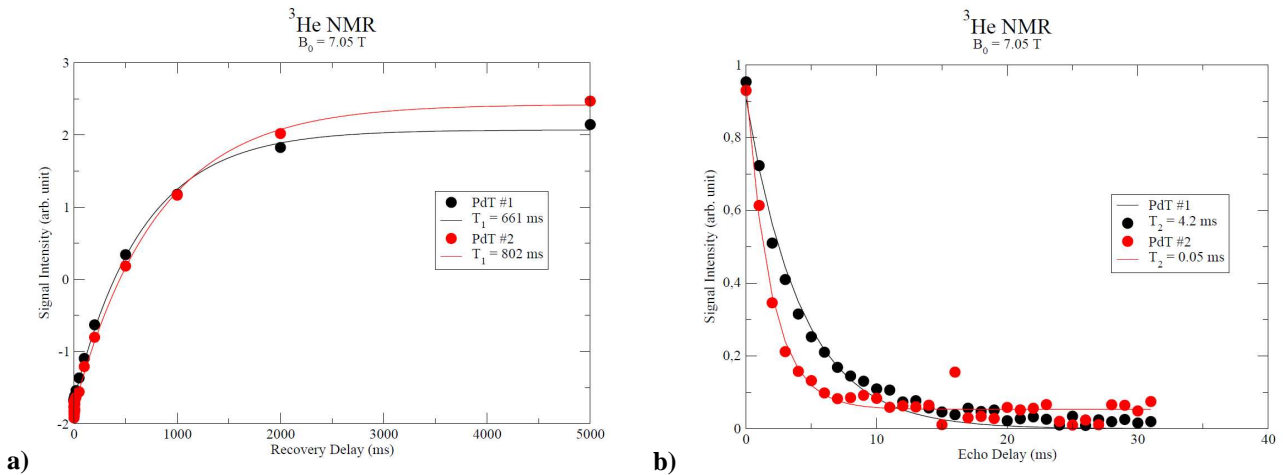 ³He NMR
B₀ = 7.05 T
Signal Intensity (arb. unit)
3
2
1
0
-1
-2
0
1000
2000
3000
4000
5000
Recovery Delay (ms)
PdT #1
T₁ = 661 ms
PdT #2
T₁ = 802 ms
a)
³He NMR
B₀ = 7.05 T
Signal Intensity (arb. unit)
1
0.8
0.6
0.4
0.2
0
0
10
20
30
40
Echo Delay (ms)
PdT #1
T₂ = 4.2 ms
PdT #2
T₂ = 0.05 ms
b)